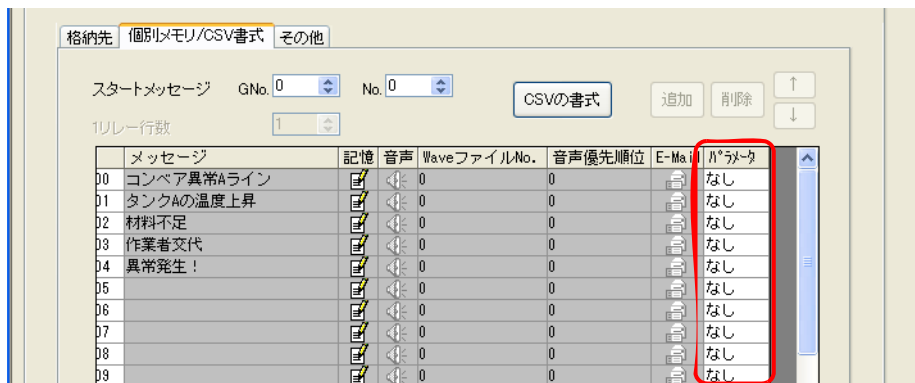 格納先 個別メモリ/CSV書式 その他
スタートメッセージ GNo. 0 No. 0 CSVの書式 追加 削除 ↑
1リレー行数 1 ↓
メッセージ 記憶 音声 WaveファイルNo. 音声優先順位 E-Mail パラメータ
00 コンベア異常Aライン 0 0 なし
01 タンクAの温度上昇 0 0 なし
02 材料不足 0 0 なし
03 作業者交代 0 0 なし
04 異常発生！ 0 0 なし
05 0 0 なし
06 0 0 なし
07 0 0 なし
08 0 0 なし
09 0 0 なし